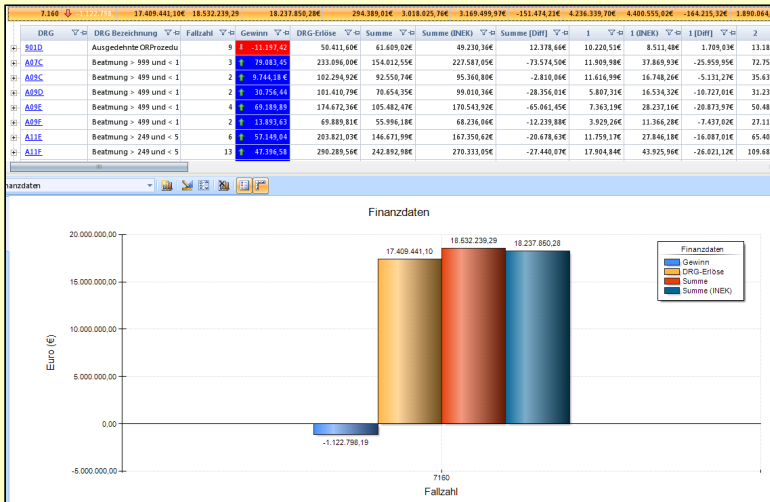 7.160 -1.122.798 17.409.441,10€ 18.532.239,29 18.237.850,28€ 294.389,01€ 3.018.025,76€ 3.169.499,97€ -151.474,21€ 4.236.339,70€ 4.400.555,02€ -164.215,32€ 1.890.064,
DRG DRG Bezeichnung Fallzahl Gewinn DRG-Erlöse Summe Summe (INEK) Summe [Diff] 1 1 (INEK) 1 [Diff] 2
901D Ausgedehnte ORProzedu 9 -11.197,42 50.411,60€ 61.609,02 49.230,36€ 12.378,66€ 10.220,51€ 8.511,48€ 1.709,03€ 13.18
A07C Beatmung > 999 und < 1 3 79.083,45 233.096,00€ 154.012,55€ 227.587,05€ -73.574,50€ 11.909,98€ 37.869,93€ -25.959,95€ 72.75
A09C Beatmung > 499 und < 1 2 9.744,18 € 102.294,92€ 92.550,74€ 95.360,80€ -2.810,06€ 11.616,99€ 16.748,26€ -5.131,27€ 35.63
A09D Beatmung > 499 und < 1 2 30.756,44 101.410,79€ 70.654,35€ 99.010,36€ -28.356,01€ 5.807,31€ 16.534,32€ -10.727,01€ 31.23
A09E Beatmung > 499 und < 1 4 69.189,89 174.672,36€ 105.482,47€ 170.543,92€ -65.061,45€ 7.363,19€ 28.237,16€ -20.873,97€ 50.48
A09F Beatmung > 499 und < 1 2 13.893,63 69.889,81€ 55.996,18€ 68.236,06€ -12.239,88€ 3.929,26€ 11.366,28€ -7.437,02€ 27.11
A11E Beatmung > 249 und < 5 6 57.149,04 203.821,03€ 146.671,99€ 167.350,62€ -20.678,63€ 11.759,17€ 27.846,18€ -16.087,01€ 65.40
A11F Beatmung > 249 und < 5 13 47.396,58 290.289,56€ 242.892,98€ 270.333,05€ -27.440,07€ 17.904,84€ 43.925,96€ -26.021,12€ 109.68
nanzdaten
Finanzdaten
20.000.000,00
15.000.000,00
10.000.000,00
5.000.000,00
0,00
-5.000.000,00
Euro (€)
17.409.441,10
18.532.239,29
18.237.850,28
-1.122.798,19
Finanzdaten
Gewinn
DRG-Erlöse
Summe
Summe (INEK)
7160
Fallzahl